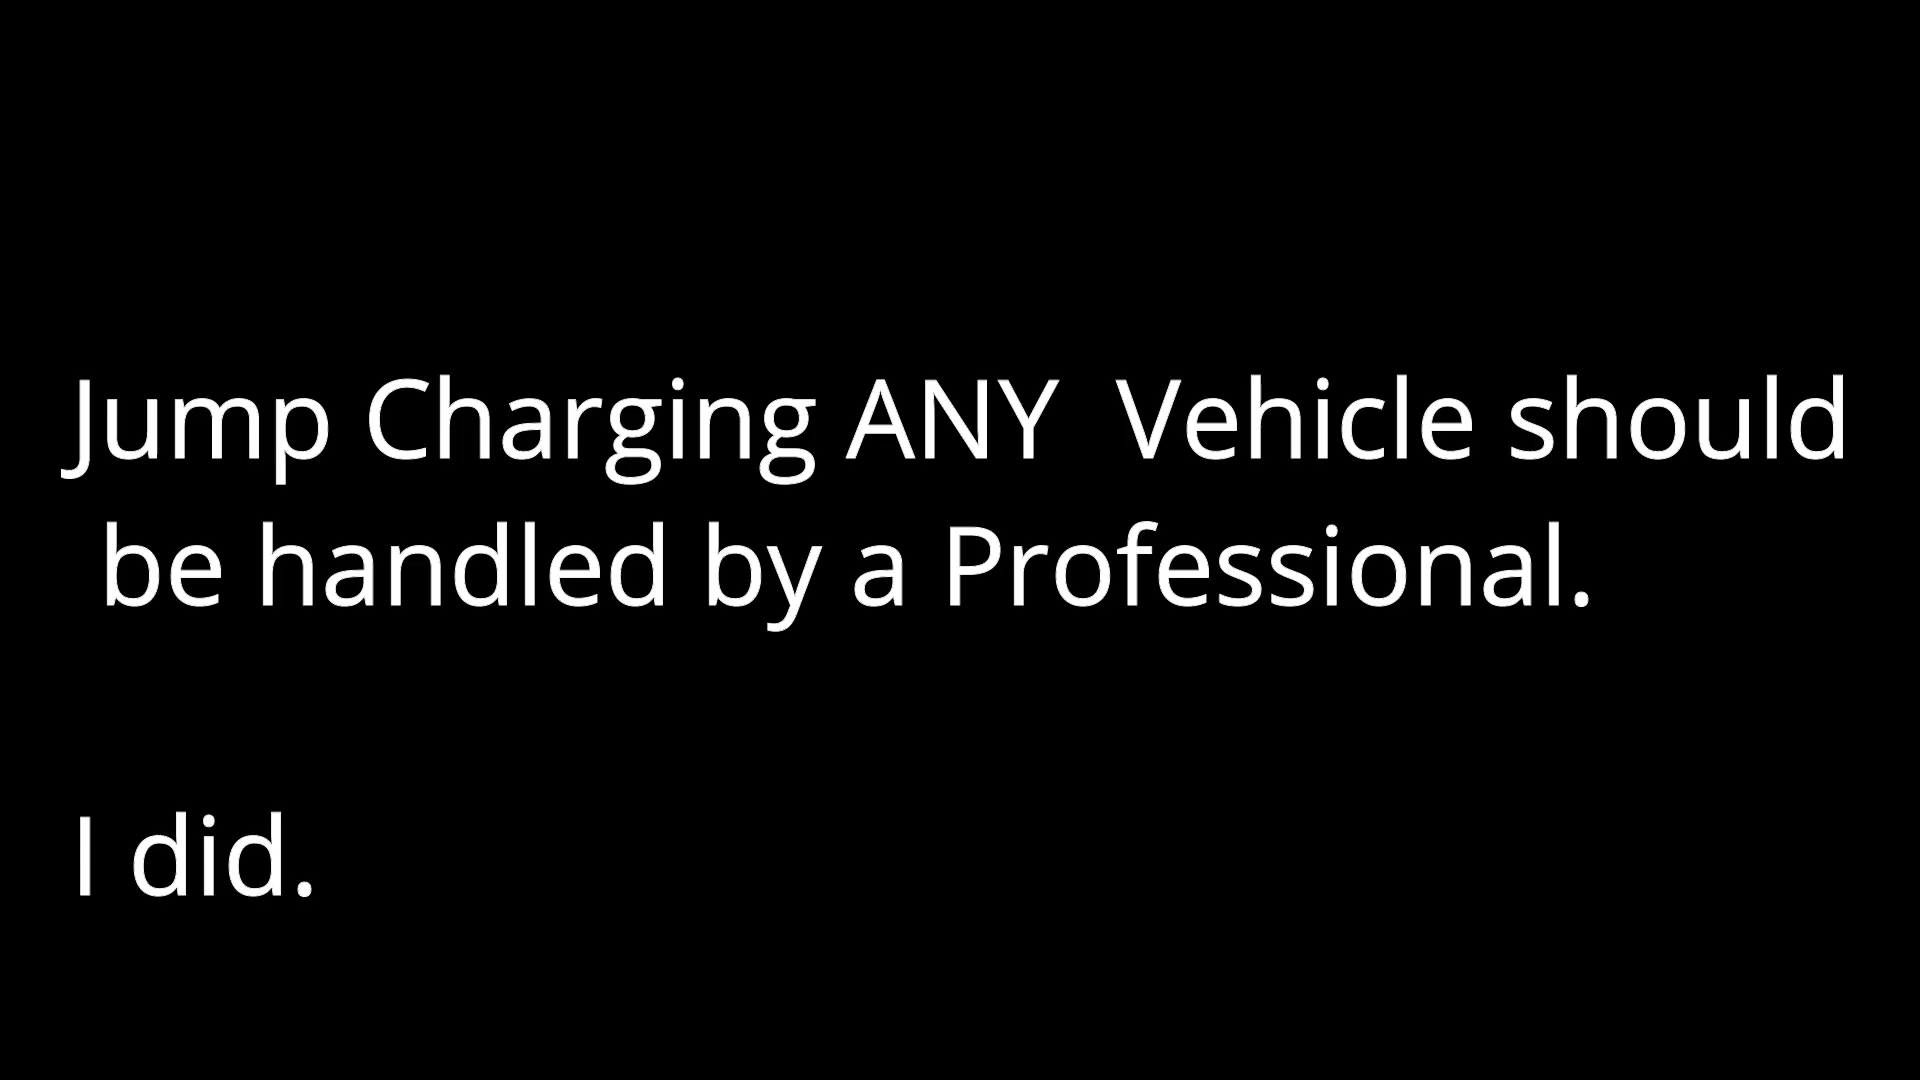 Jump Charging ANY  Vehicle should
be handled by a Professional.
I did.